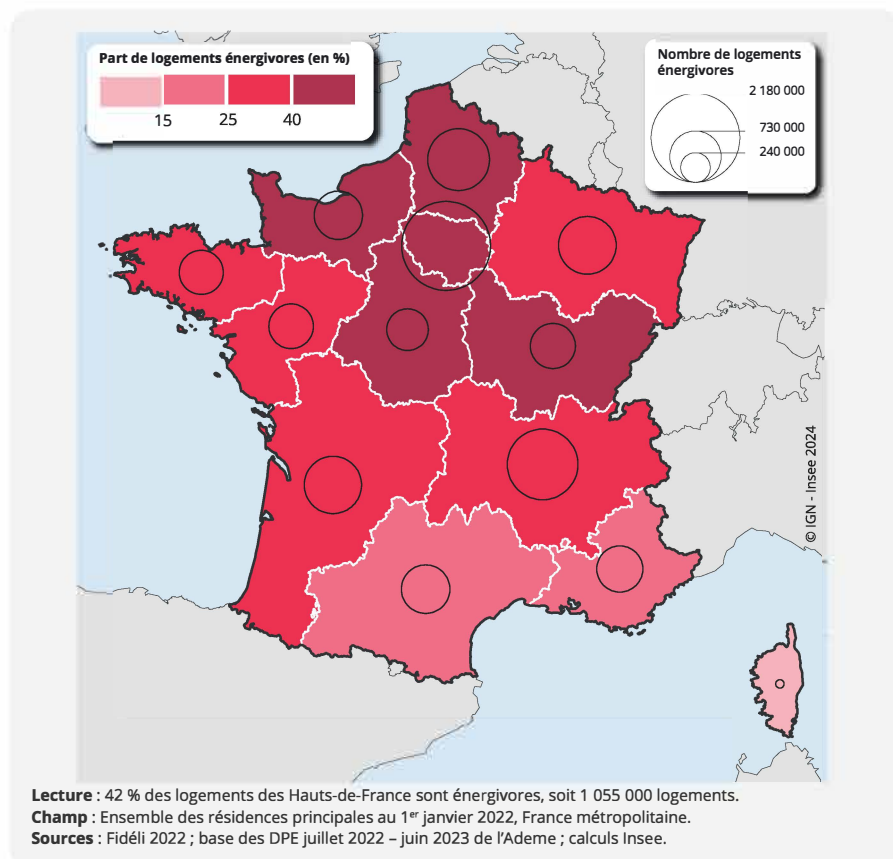 Part de logements énergivores (en %)
15 25 40
Nombre de logements
énergivores
2 180 000
730 000
240 000
© IGN - Insee 2024
Lecture : 42 % des logements des Hauts-de-France sont énergivores, soit 1 055 000 logements.
Champ : Ensemble des résidences principales au 1er janvier 2022, France métropolitaine.
Sources : Fidéli 2022 ; base des DPE juillet 2022 – juin 2023 de l’Ademe ; calculs Insee.